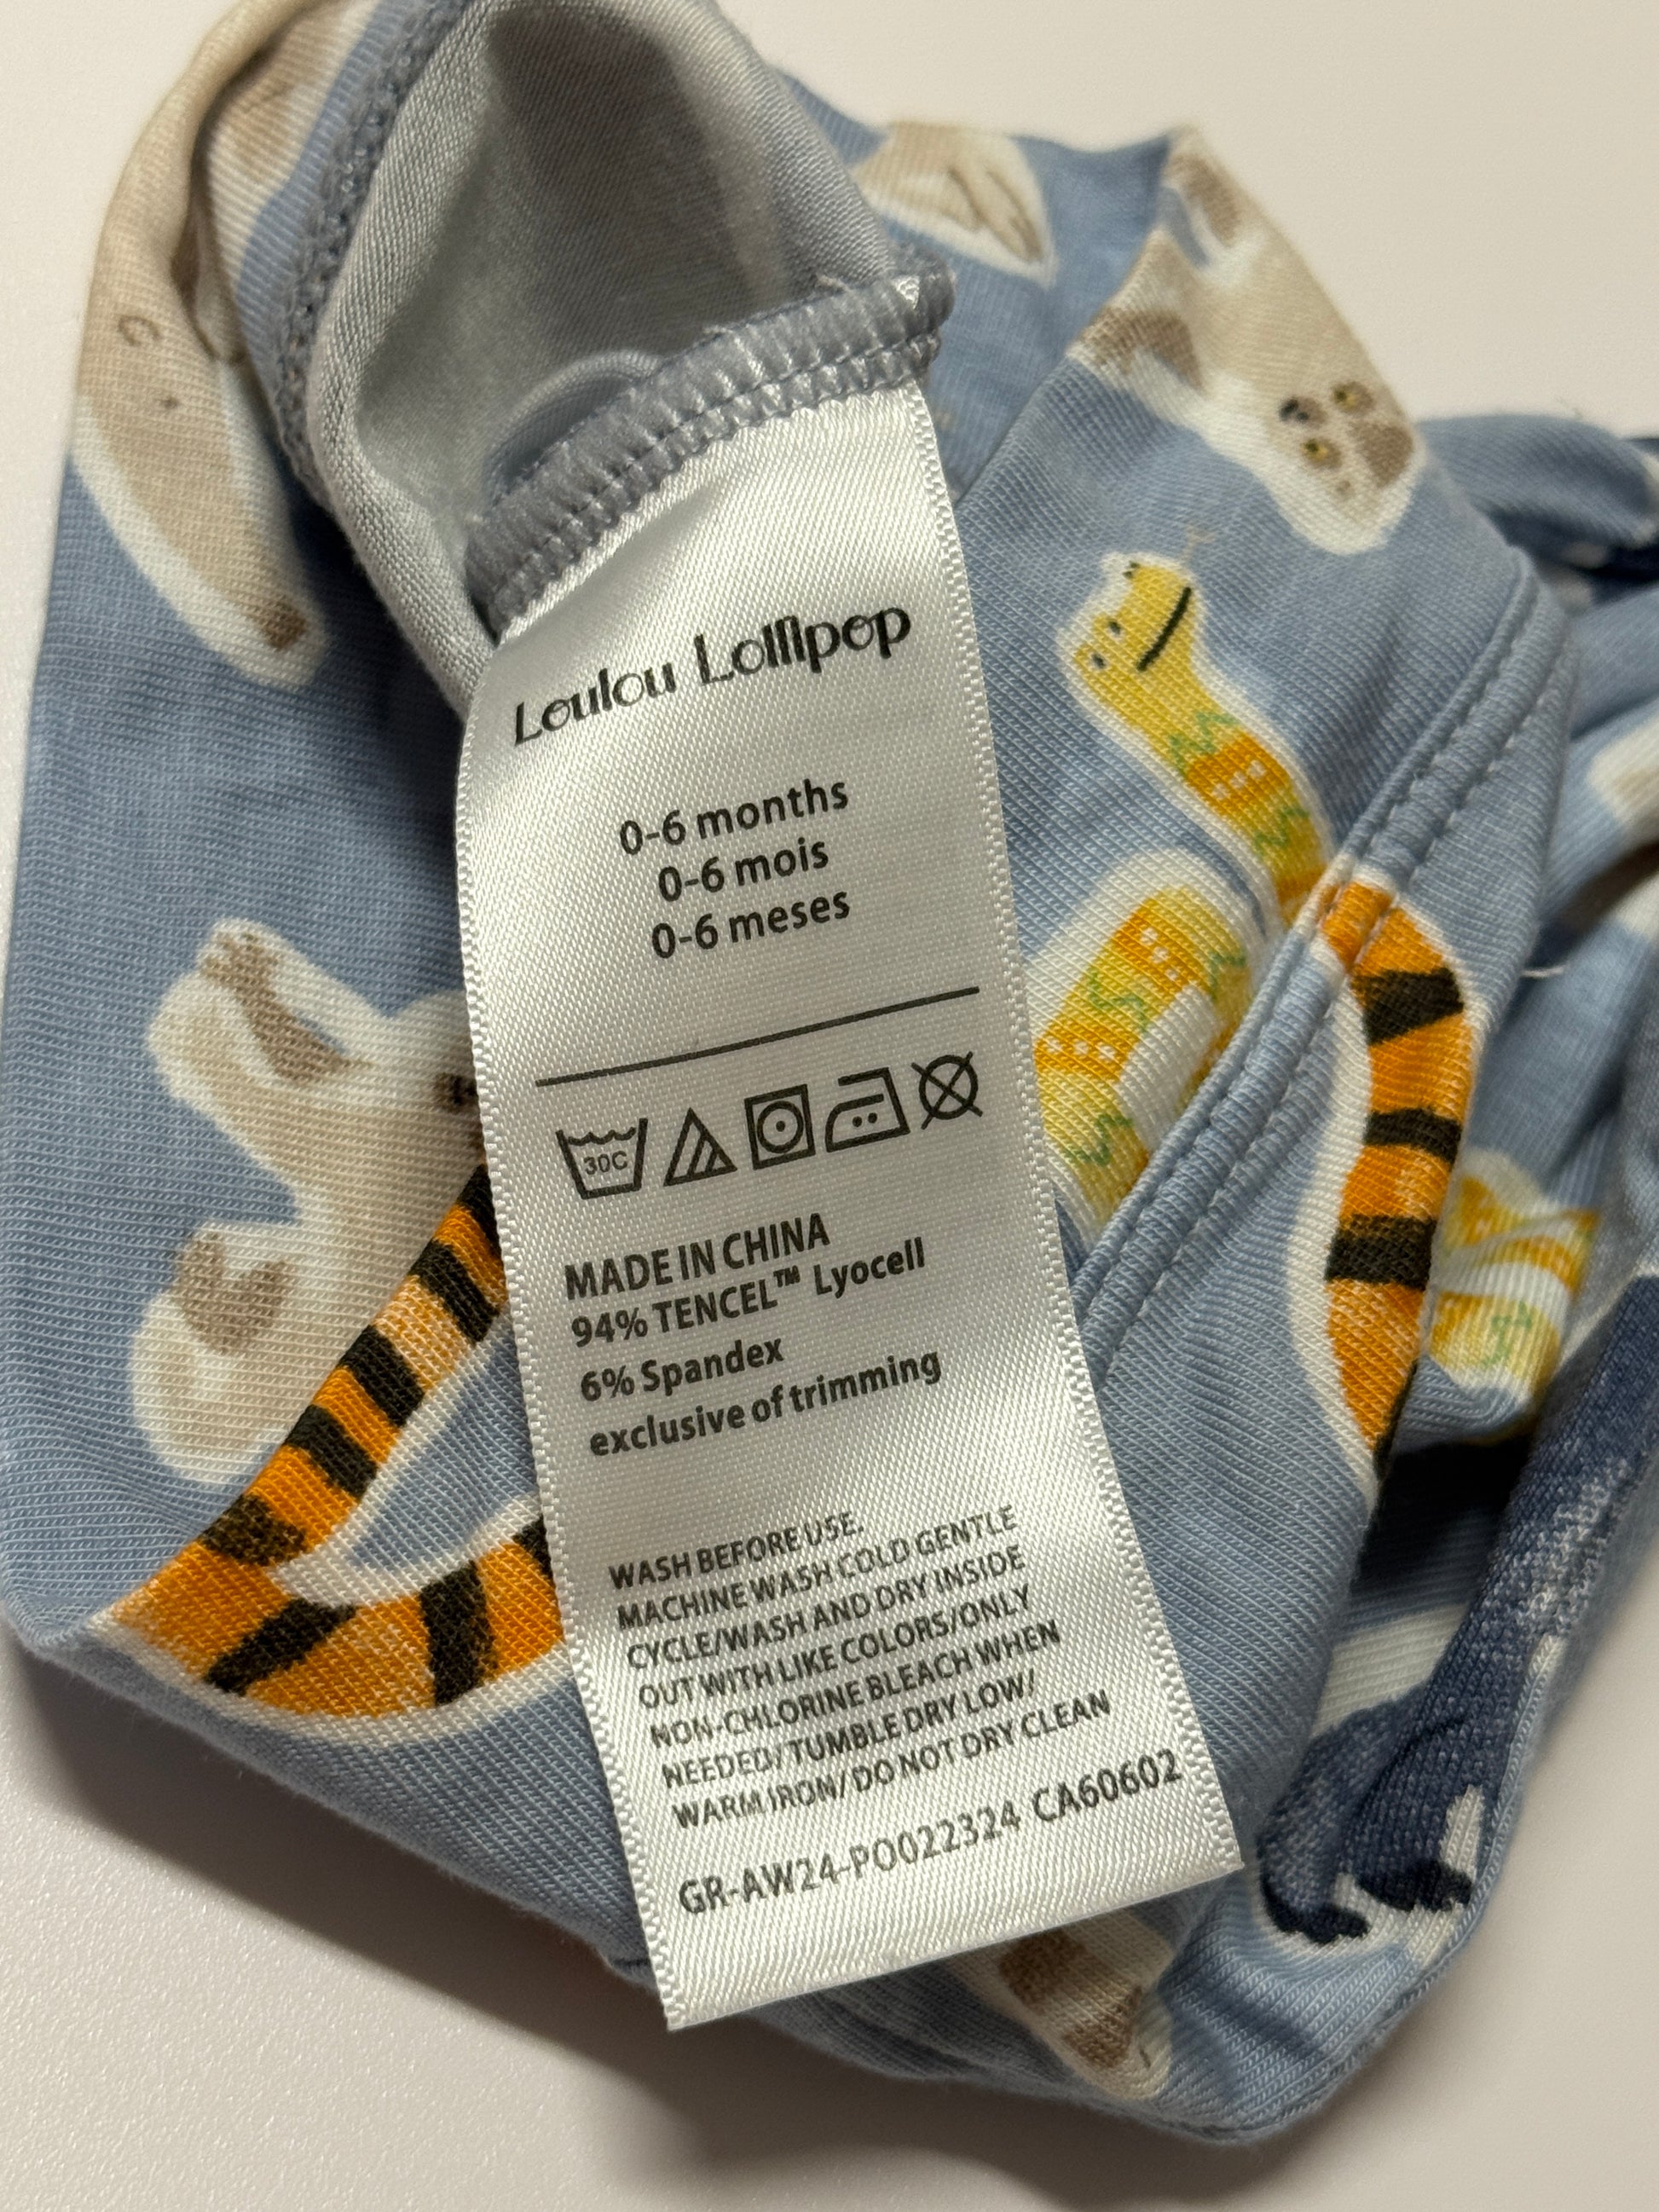 Loulou Lollipop
0-6 months
0-6 mois
0-6 meses
30C
MADE IN CHINA
94% TENCEL™ Lyocell
6% Spandex
exclusive of trimming
WASH BEFORE USE.
MACHINE WASH COLD GENTLE
CYCLE/WASH AND DRY INSIDE
OUT WITH LIKE COLORS/ONLY
NON-CHLORINE BLEACH WHEN
NEEDED/TUMBLE DRY LOW/
WARM IRON/DO NOT DRY CLEAN
GR-AW24-PO022324 CA60602